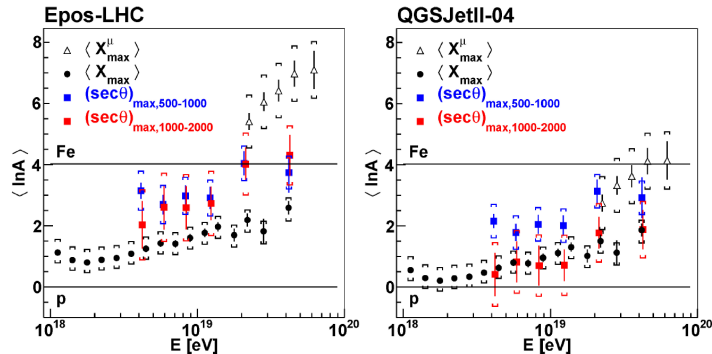 Epos-LHC
8
⟨ X^μ_max ⟩
⟨ X_max ⟩
(secθ)_max,500-1000
(secθ)_max,1000-2000
6
4
2
0
⟨ lnA ⟩
Fe
p
10^18
10^19
10^20
E [eV]
QGSJetII-04
8
⟨ X^μ_max ⟩
⟨ X_max ⟩
(secθ)_max,500-1000
(secθ)_max,1000-2000
6
4
2
0
⟨ lnA ⟩
Fe
p
10^18
10^19
10^20
E [eV]